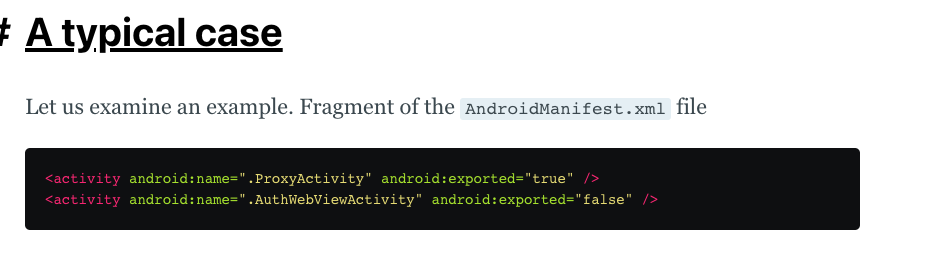 # A typical case
Let us examine an example. Fragment of the AndroidManifest.xml file
<activity android:name=".ProxyActivity" android:exported="true" />
<activity android:name=".AuthWebViewActivity" android:exported="false" />